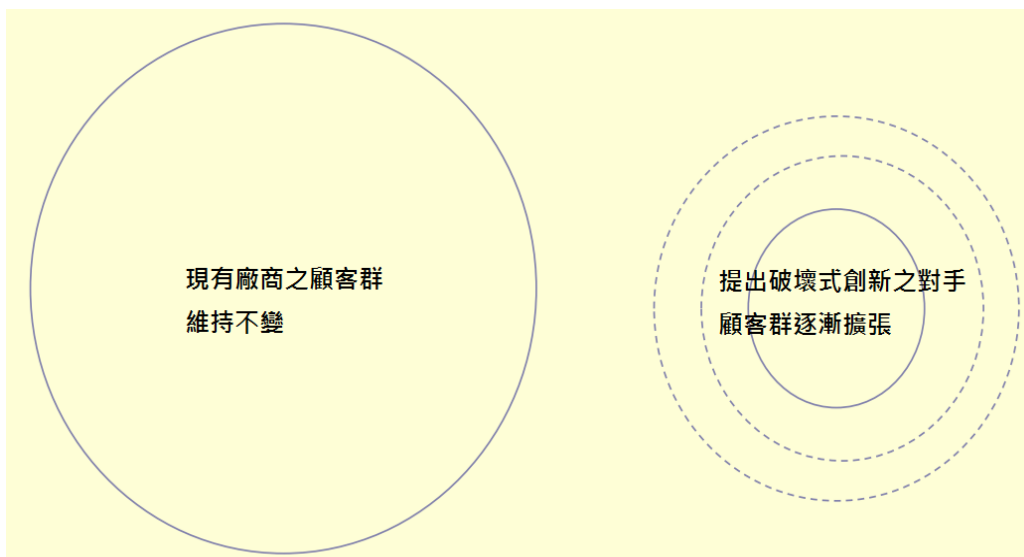 現有廠商之顧客群
維持不變
提出破壞式創新之對手
顧客群逐漸擴張